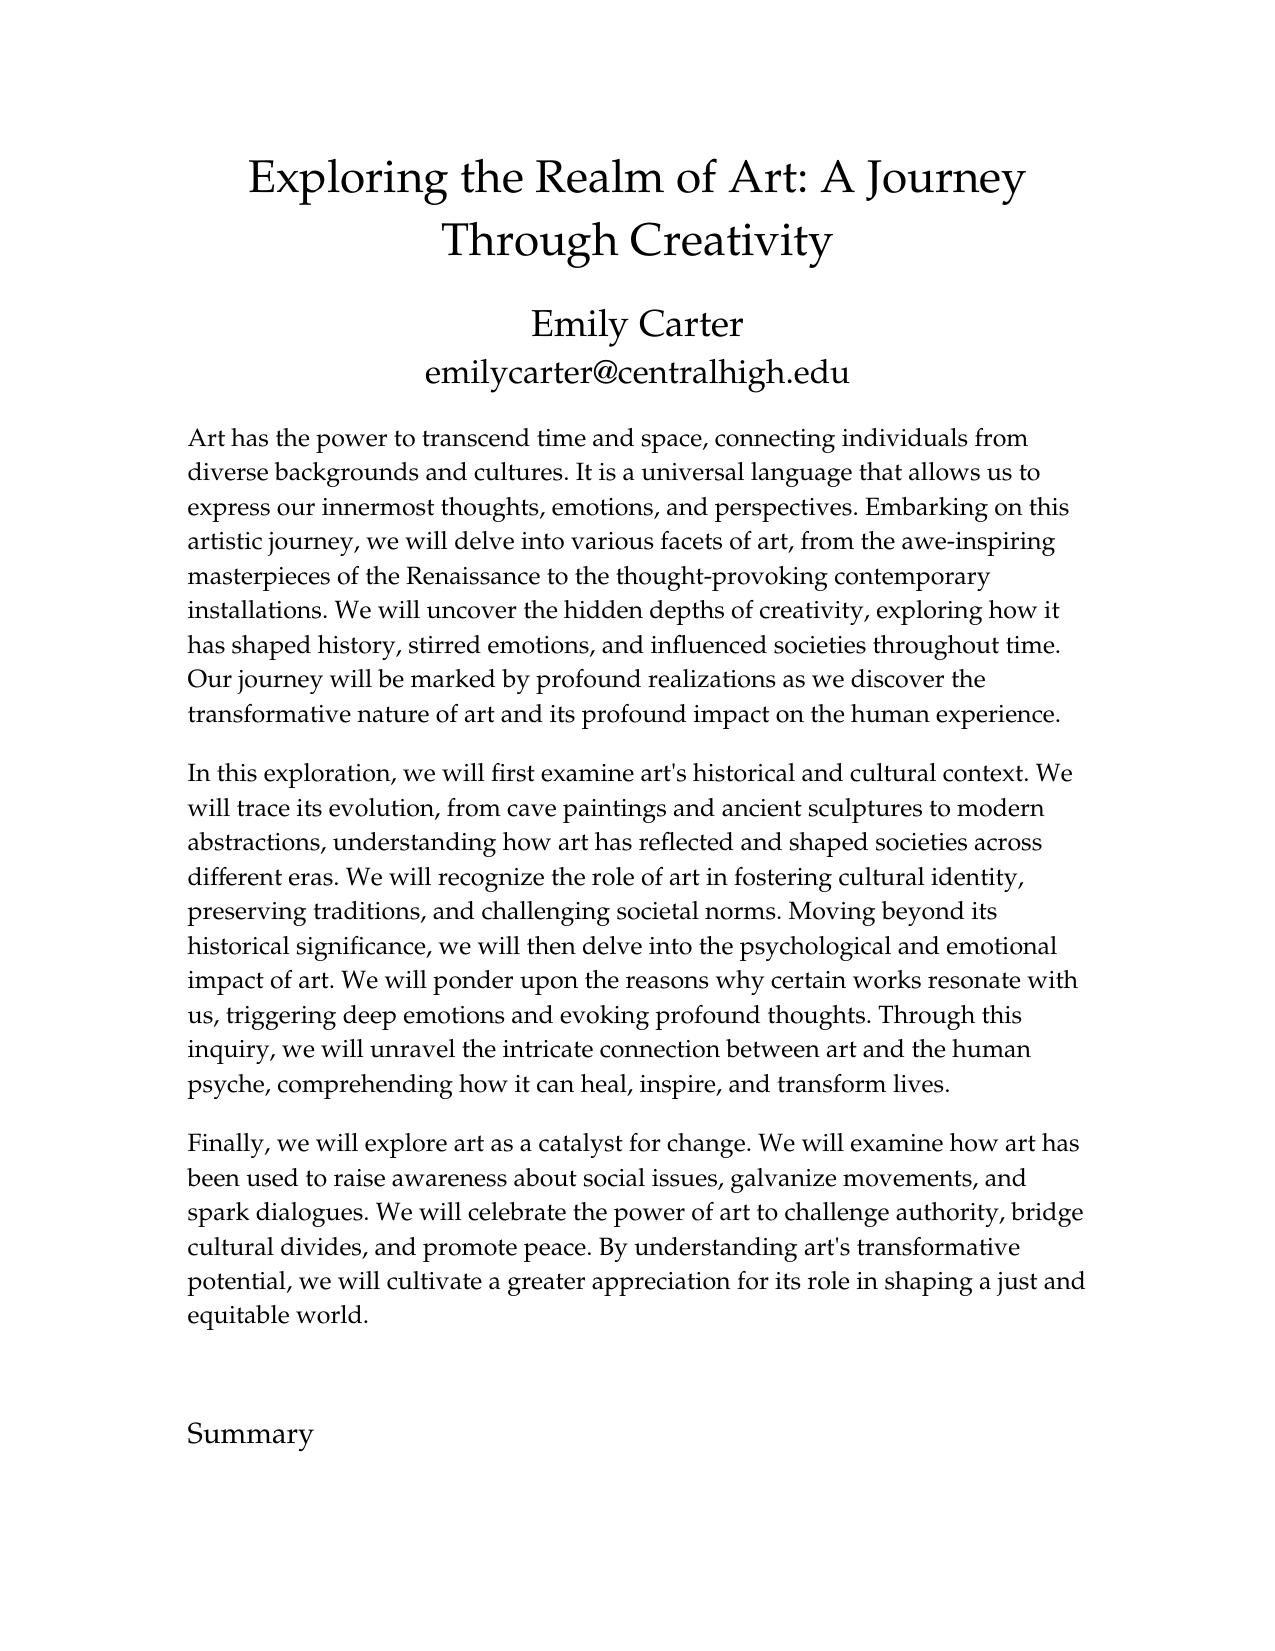 Exploring the Realm of Art: A Journey
Through Creativity
Emily Carter
emilycarter@centralhigh.edu
Art has the power to transcend time and space, connecting individuals from
diverse backgrounds and cultures. It is a universal language that allows us to
express our innermost thoughts, emotions, and perspectives. Embarking on this
artistic journey, we will delve into various facets of art, from the awe-inspiring
masterpieces of the Renaissance to the thought-provoking contemporary
installations. We will uncover the hidden depths of creativity, exploring how it
has shaped history, stirred emotions, and influenced societies throughout time.
Our journey will be marked by profound realizations as we discover the
transformative nature of art and its profound impact on the human experience.
In this exploration, we will first examine art's historical and cultural context. We
will trace its evolution, from cave paintings and ancient sculptures to modern
abstractions, understanding how art has reflected and shaped societies across
different eras. We will recognize the role of art in fostering cultural identity,
preserving traditions, and challenging societal norms. Moving beyond its
historical significance, we will then delve into the psychological and emotional
impact of art. We will ponder upon the reasons why certain works resonate with
us, triggering deep emotions and evoking profound thoughts. Through this
inquiry, we will unravel the intricate connection between art and the human
psyche, comprehending how it can heal, inspire, and transform lives.
Finally, we will explore art as a catalyst for change. We will examine how art has
been used to raise awareness about social issues, galvanize movements, and
spark dialogues. We will celebrate the power of art to challenge authority, bridge
cultural divides, and promote peace. By understanding art's transformative
potential, we will cultivate a greater appreciation for its role in shaping a just and
equitable world.
Summary